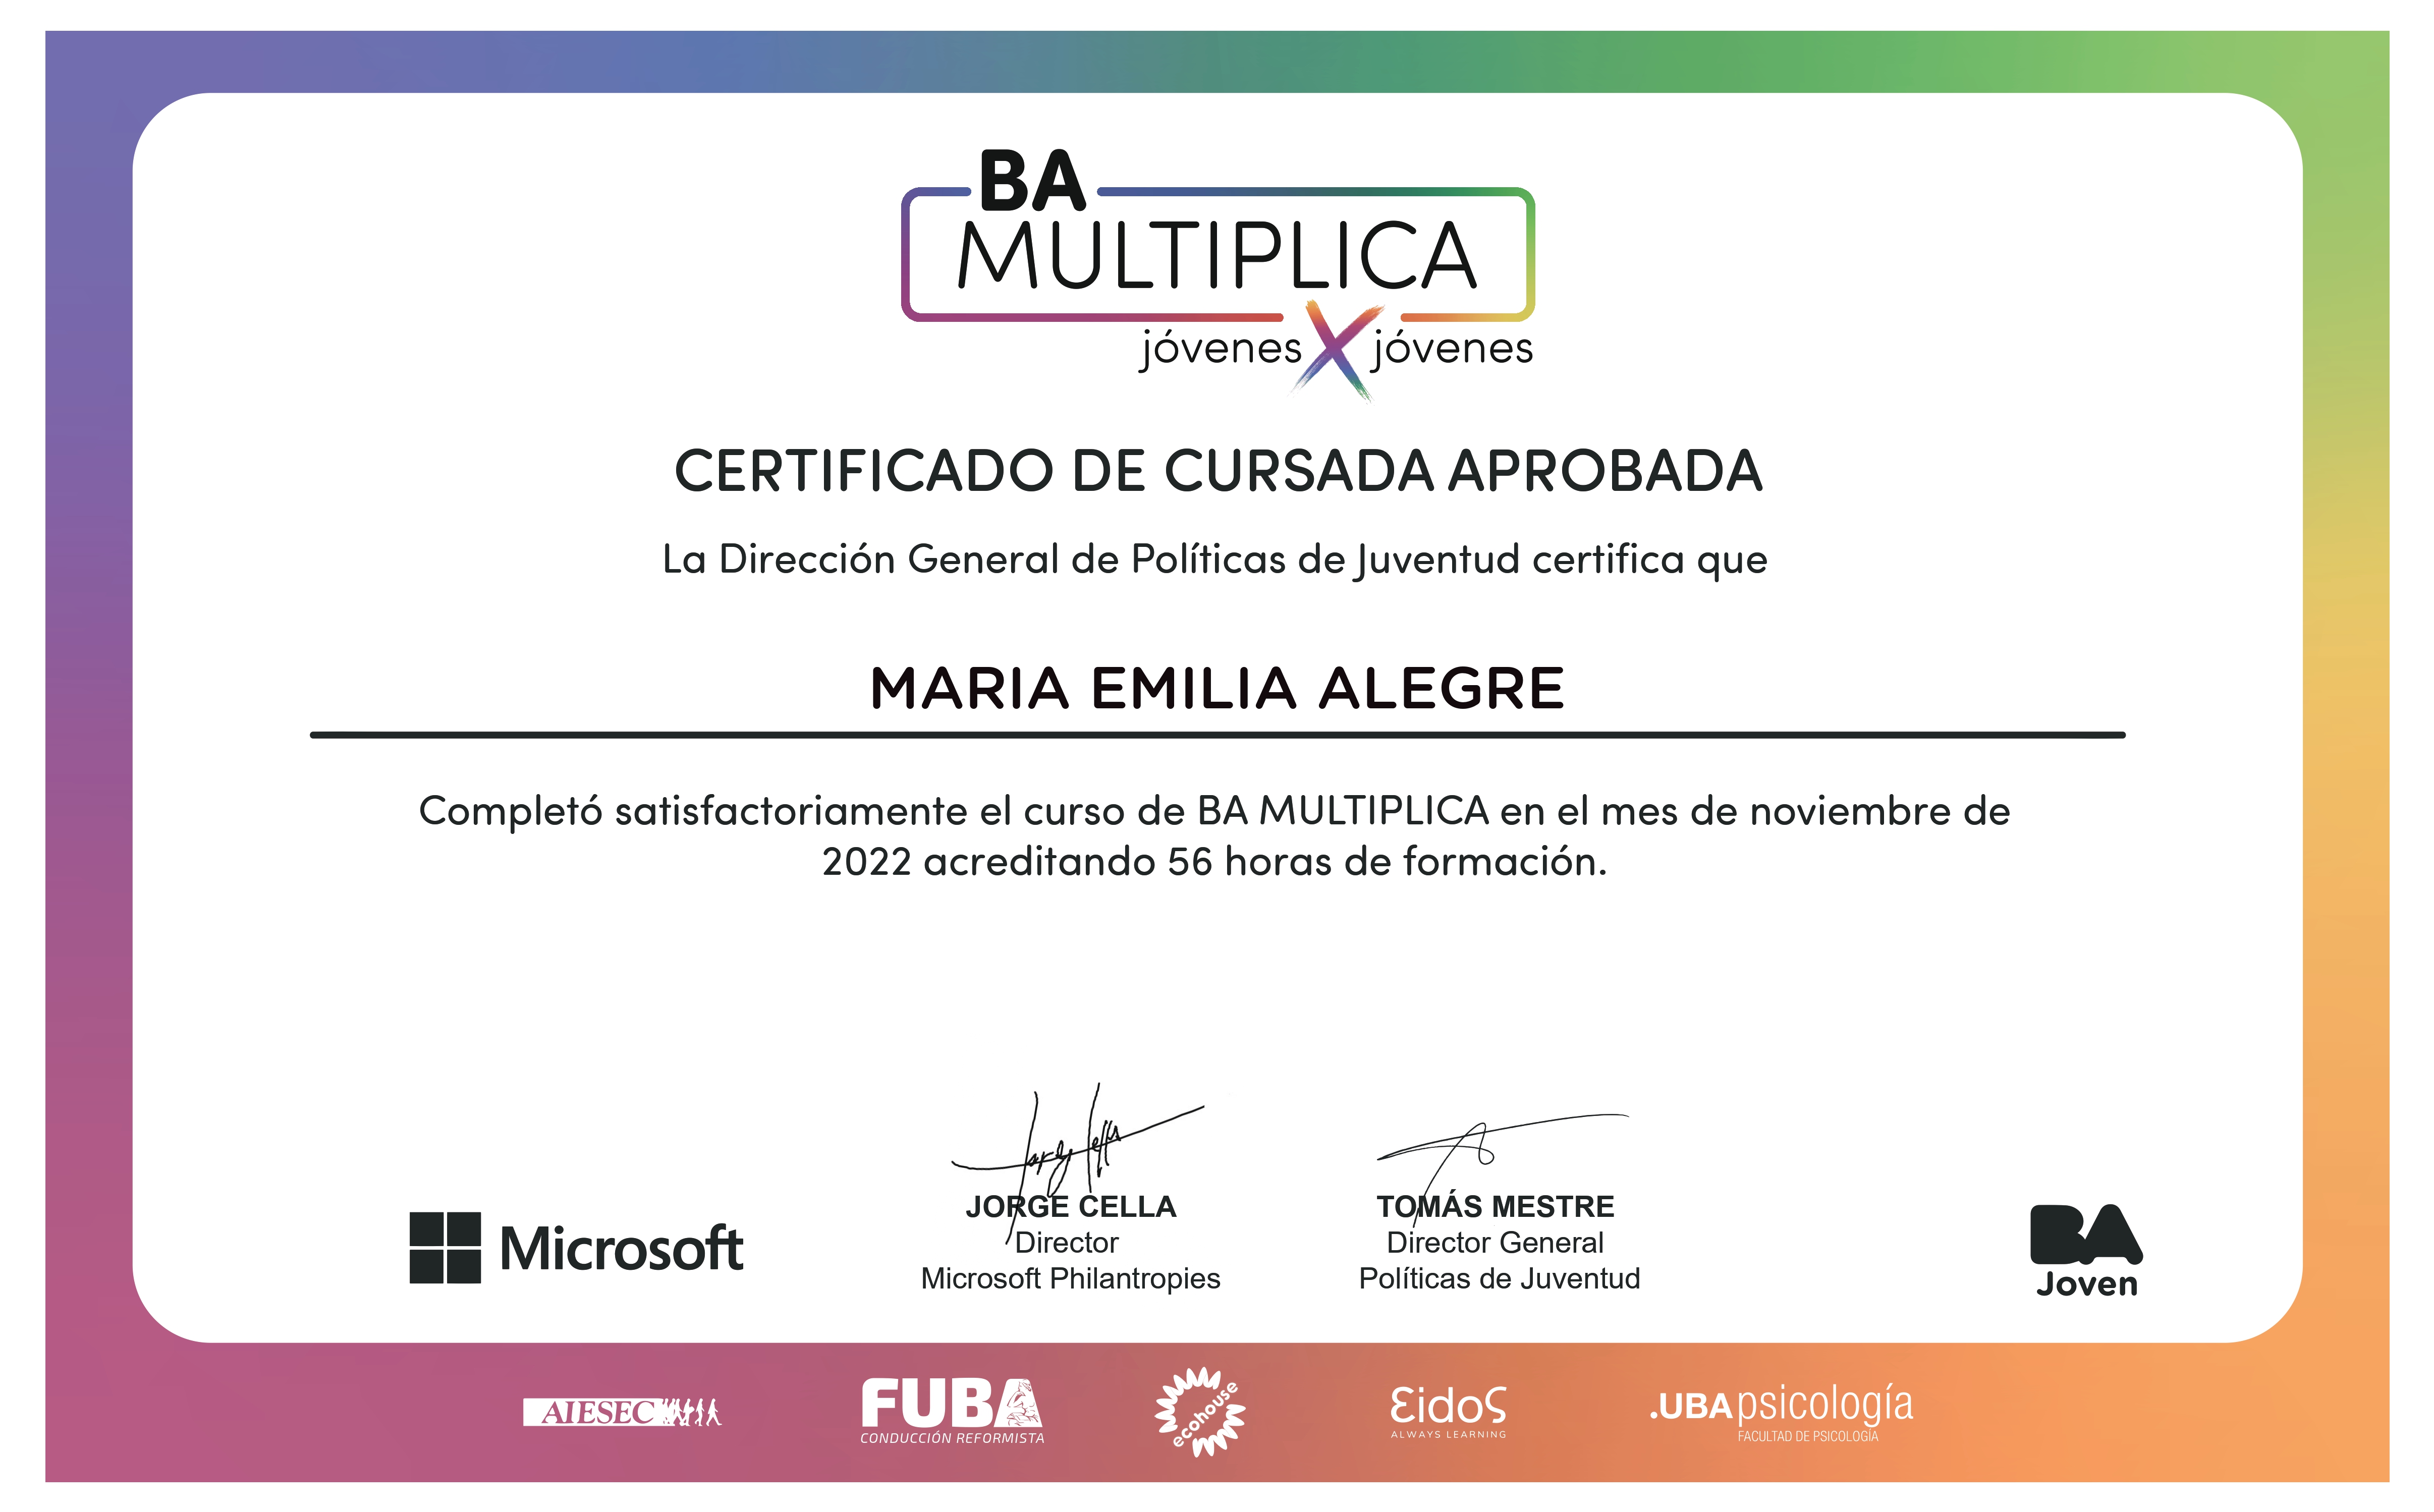 BA
MULTIPLICA
jóvenes X jóvenes
CERTIFICADO DE CURSADA APROBADA
La Dirección General de Políticas de Juventud certifica que
MARIA EMILIA ALEGRE
Completó satisfactoriamente el curso de BA MULTIPLICA en el mes de noviembre de
2022 acreditando 56 horas de formación.
Microsoft
JORGE CELLA
Director
Microsoft Philantropies
TOMÁS MESTRE
Director General
Políticas de Juventud
BA
Joven
AIESEC
FUBA
CONDUCCIÓN REFORMISTA
ecohouse
Eidos
ALWAYS LEARNING
.UBApsicología
FACULTAD DE PSICOLOGÍA